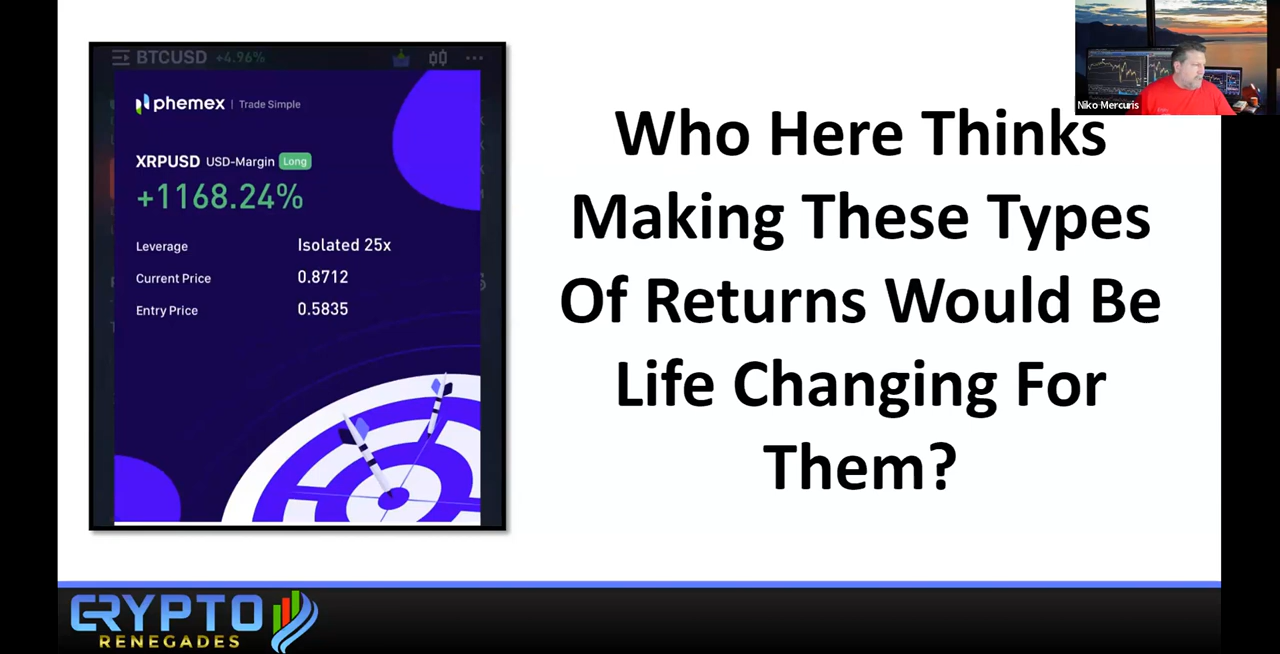 BTCUSD +4.96%
phemex | Trade Simple
XRPUSD USD-Margin Long
+1168.24%
Leverage Isolated 25x
Current Price 0.8712
Entry Price 0.5835
Niko Mercuris
Who Here Thinks
Making These Types
Of Returns Would Be
Life Changing For
Them?
CRYPTO
RENEGADES